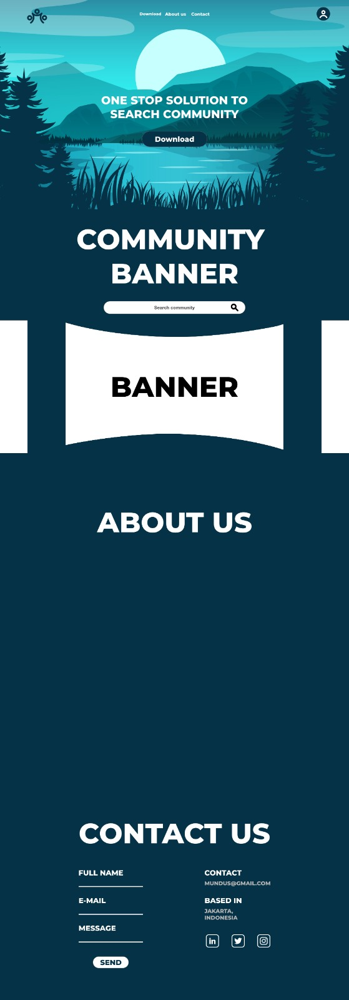 Download About us Contact
ONE STOP SOLUTION TO
SEARCH COMMUNITY
Download
COMMUNITY
BANNER
Search community
BANNER
ABOUT US
CONTACT US
FULL NAME
E-MAIL
MESSAGE
SEND
CONTACT
MUNDUS@GMAIL.COM
BASED IN
JAKARTA,
INDONESIA
in